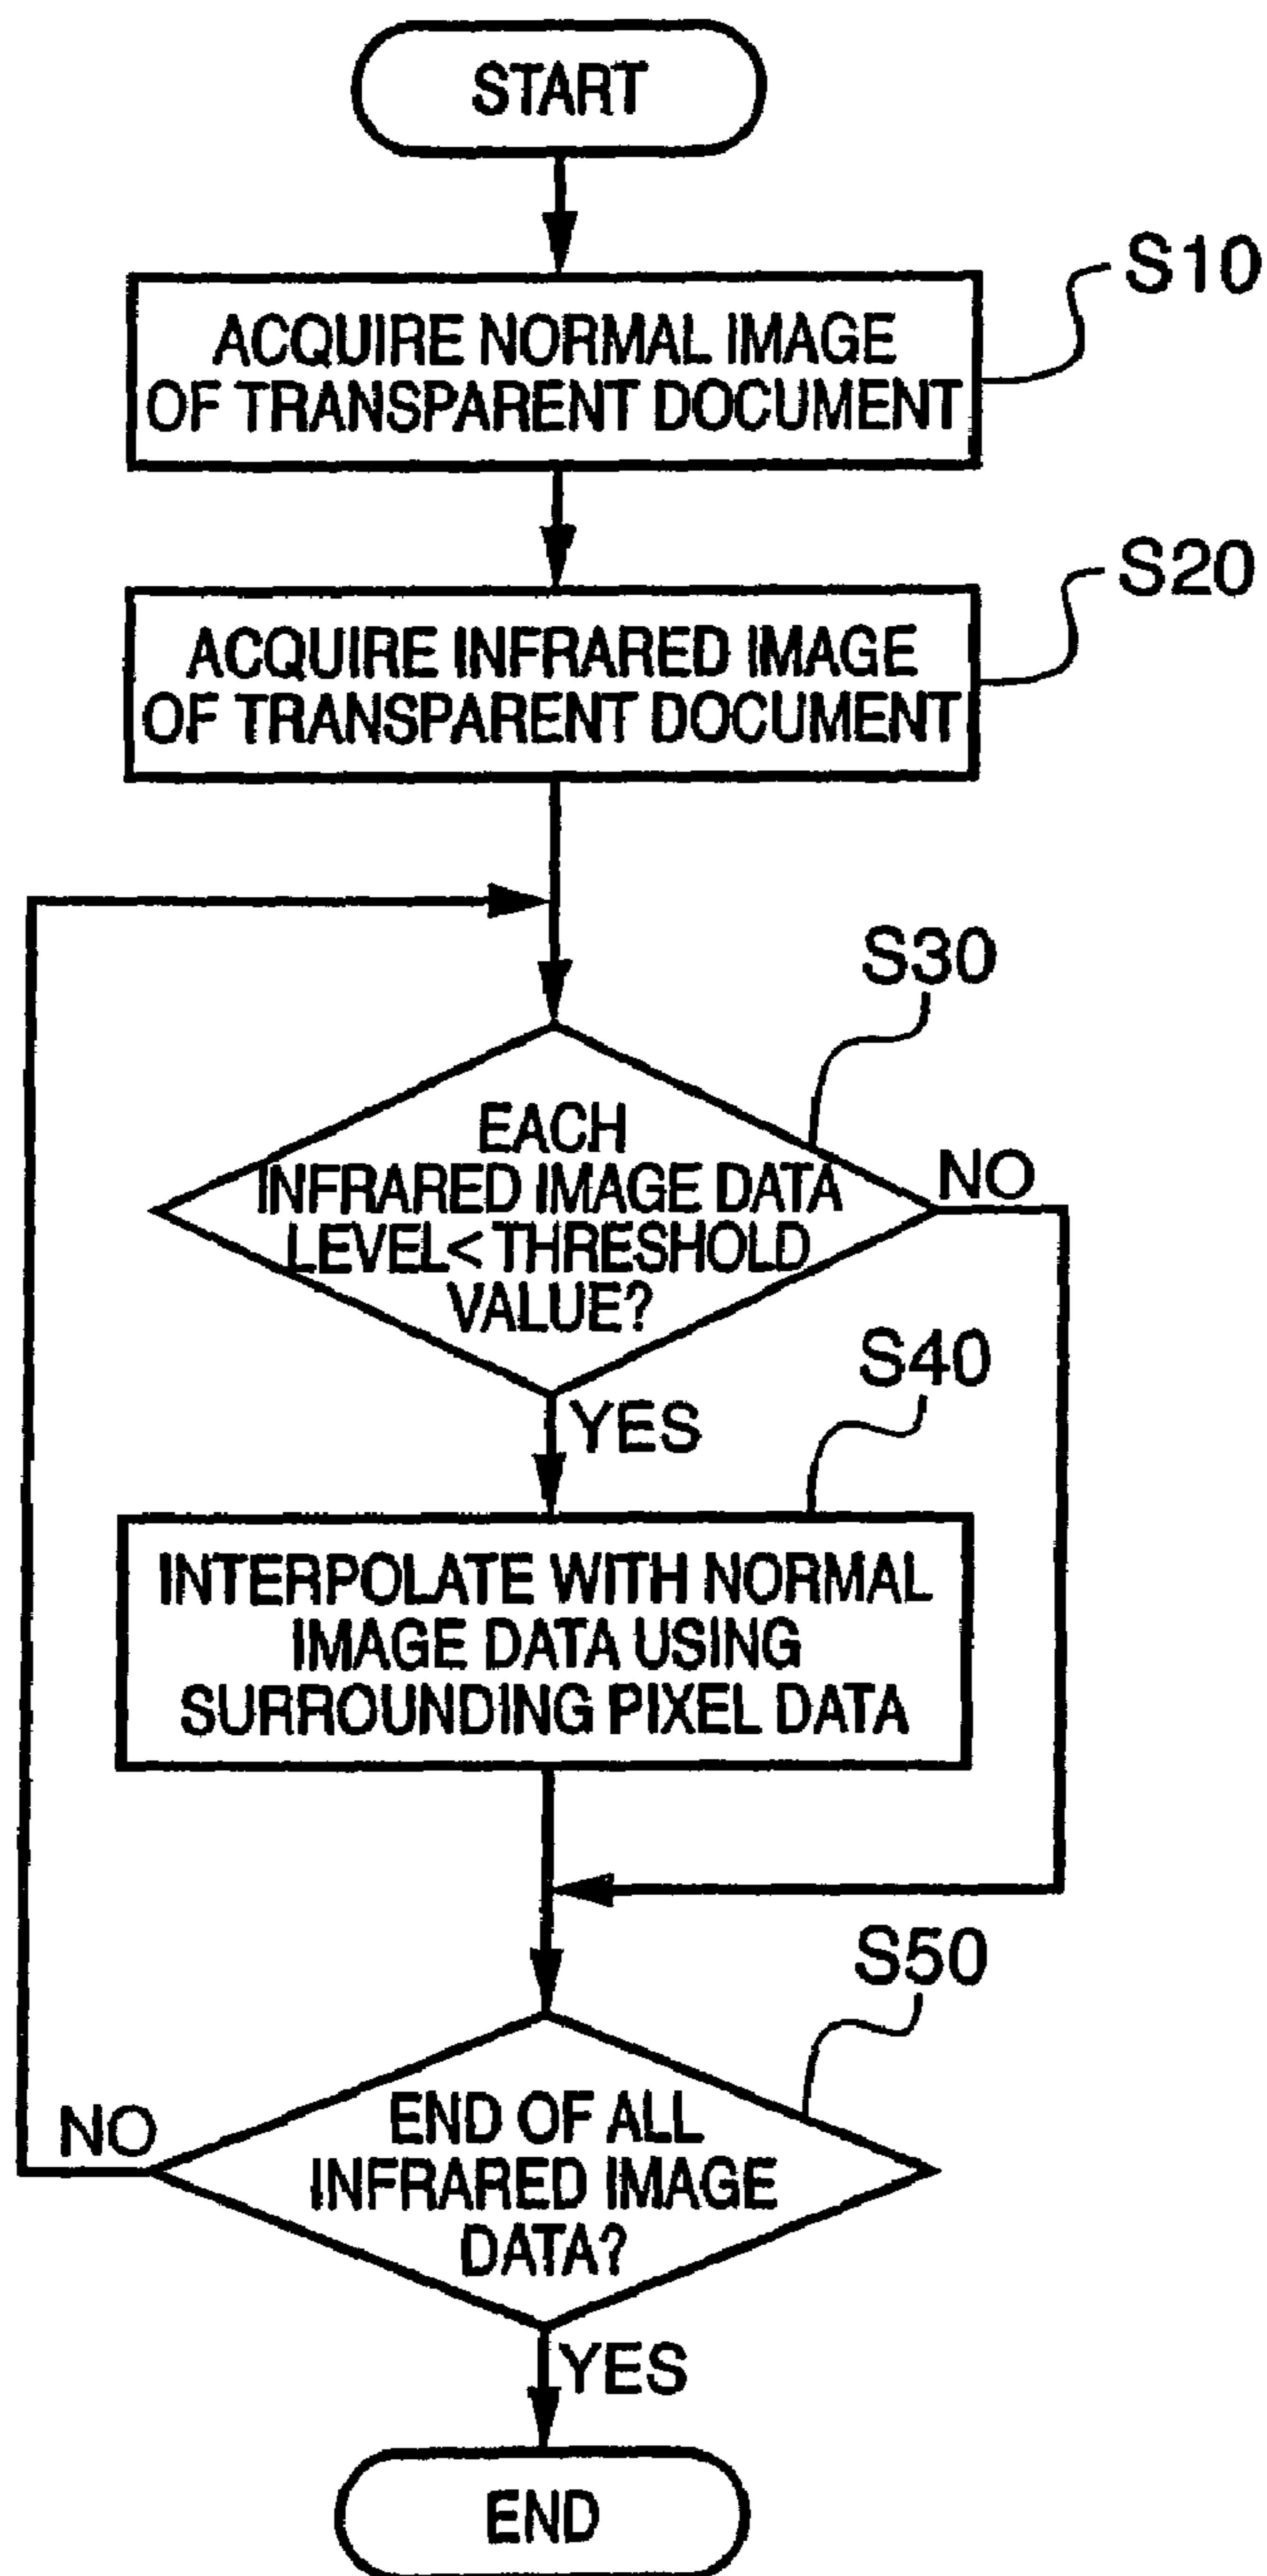 START
S10
ACQUIRE NORMAL IMAGE
OF TRANSPARENT DOCUMENT
S20
ACQUIRE INFRARED IMAGE
OF TRANSPARENT DOCUMENT
S30
EACH
INFRARED IMAGE DATA
LEVEL< THRESHOLD
VALUE?
NO
YES
S40
INTERPOLATE WITH NORMAL
IMAGE DATA USING
SURROUNDING PIXEL DATA
S50
END OF ALL
INFRARED IMAGE
DATA?
NO
YES
END